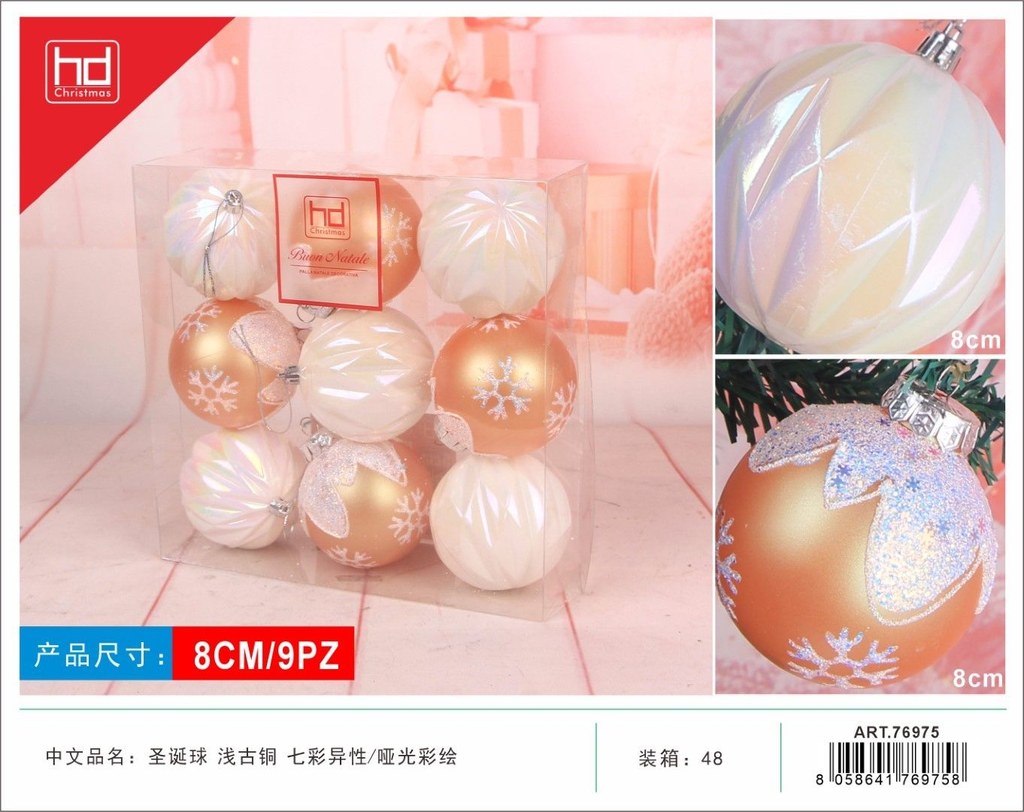 hd
Christmas
hd
Christmas
Buon Natale
8cm
8cm
产品尺寸： 8CM/9PZ
中文品名：圣诞球 浅古铜 七彩异性/哑光彩绘
装箱：48
ART.76975
8 058641 769758